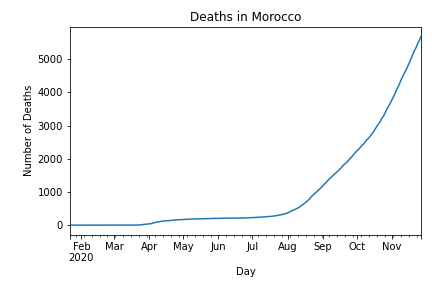 Deaths in Morocco
Number of Deaths
5000
4000
3000
2000
1000
0
Feb Mar Apr May Jun Jul Aug Sep Oct Nov
2020
Day